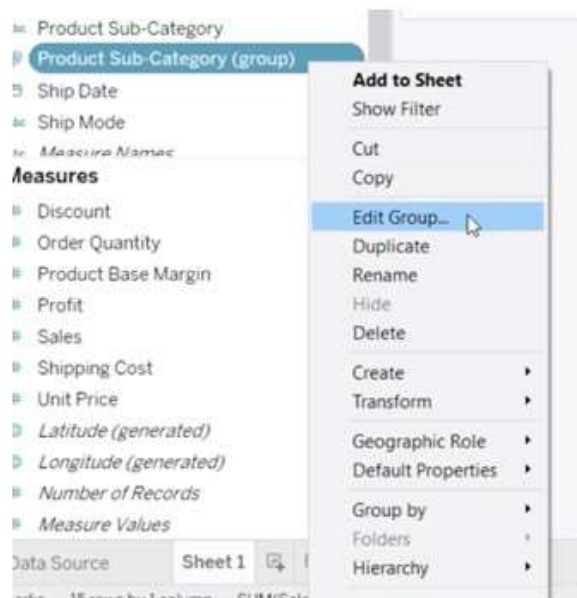 Product Sub-Category
Product Sub-Category (group)
Ship Date
Ship Mode
Measure Names
Measures
Discount
Order Quantity
Product Base Margin
Profit
Sales
Shipping Cost
Unit Price
Latitude (generated)
Longitude (generated)
Number of Records
Measure Values
Data Source
Sheet 1
Add to Sheet
Show Filter
Cut
Copy
Edit Group...
Duplicate
Rename
Hide
Delete
Create
Transform
Geographic Role
Default Properties
Group by
Folders
Hierarchy